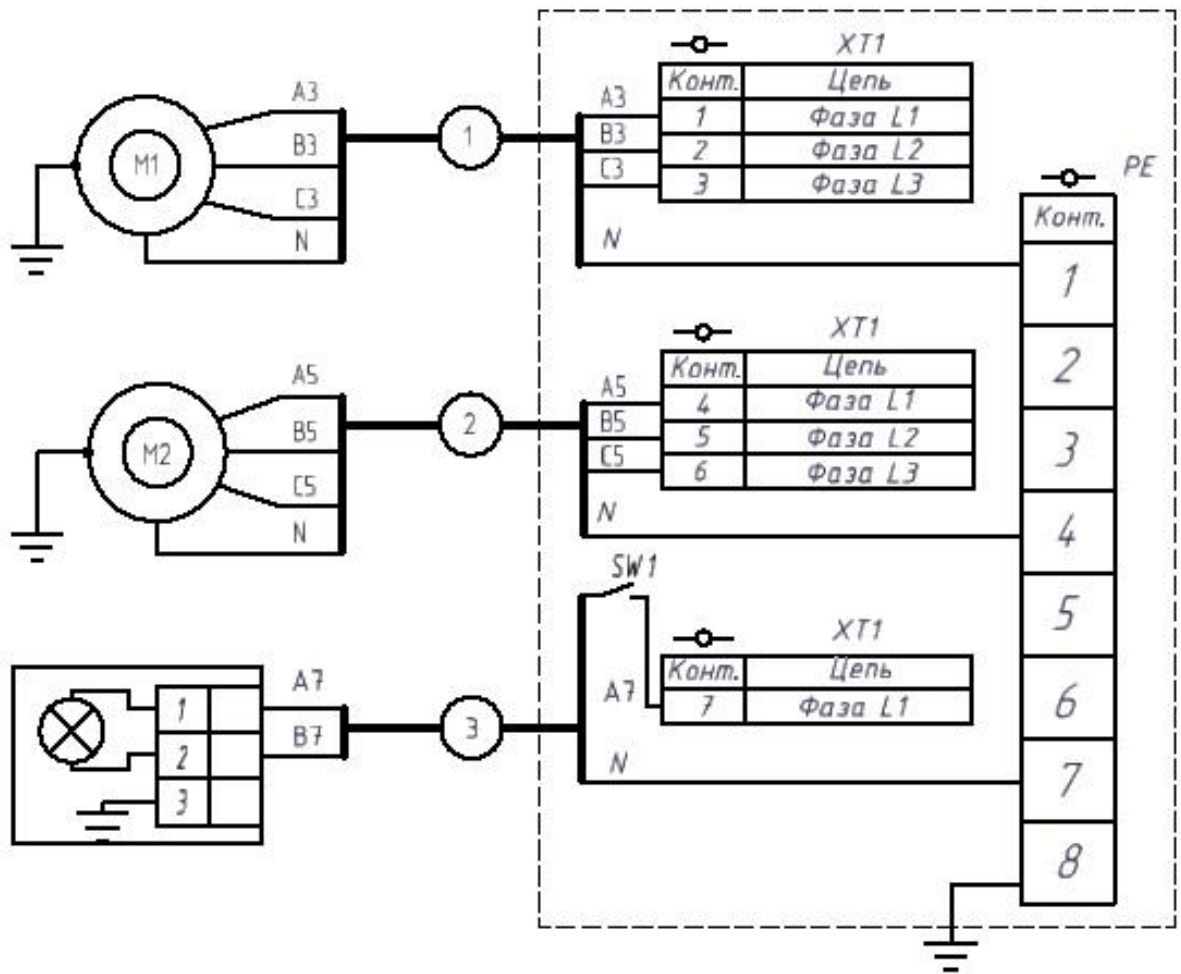 A3
B3
C3
N
M1
1
A3
B3
C3
N
XT1
Конт. Цепь
1 Фаза L1
2 Фаза L2
3 Фаза L3
PE
Конт.
1
2
3
4
5
6
7
8
A5
B5
C5
N
M2
2
A5
B5
C5
N
XT1
Конт. Цепь
4 Фаза L1
5 Фаза L2
6 Фаза L3
SW1
A7
N
XT1
Конт. Цепь
7 Фаза L1
1
2
3
A7
B7
3